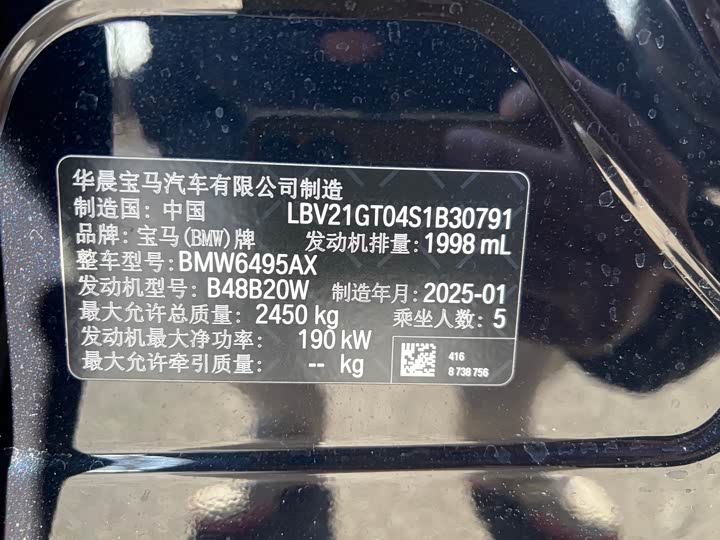 华晨宝马汽车有限公司制造
制造国: 中国 LBV21GT04S1B30791
品牌: 宝马(BMW)牌 发动机排量: 1998 mL
整车型号: BMW6495AX
发动机型号: B48B20W 制造年月: 2025-01
最大允许总质量: 2450 kg 乘坐人数: 5
发动机最大净功率: 190 kW
最大允许牵引质量: -- kg
416
8 738 756